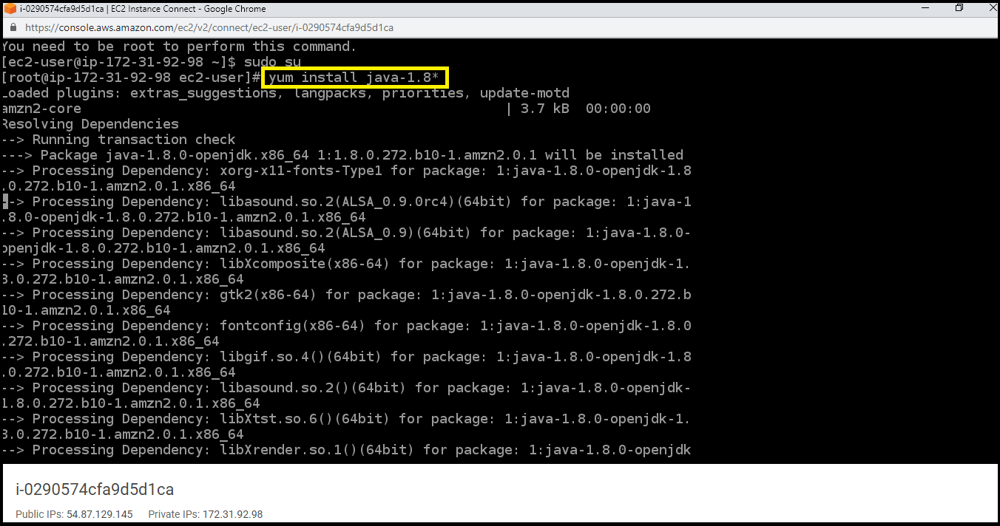 i-0290574cfa9d5d1ca | EC2 Instance Connect - Google Chrome
https://console.aws.amazon.com/ec2/v2/connect/ec2-user/i-0290574cfa9d5d1ca
You need to be root to perform this command.
[ec2-user@ip-172-31-92-98 ~]$ sudo su
[root@ip-172-31-92-98 ec2-user]# yum install java-1.8*
Loaded plugins: extras_suggestions, langpacks, priorities, update-motd
amzn2-core | 3.7 kB 00:00:00
Resolving Dependencies
--> Running transaction check
---> Package java-1.8.0-openjdk.x86_64 1:1.8.0.272.b10-1.amzn2.0.1 will be installed
--> Processing Dependency: xorg-x11-fonts-Type1 for package: 1:java-1.8.0-openjdk-1.8
.0.272.b10-1.amzn2.0.1.x86_64
--> Processing Dependency: libasound.so.2(ALSA_0.9.0rc4)(64bit) for package: 1:java-1
.8.0-openjdk-1.8.0.272.b10-1.amzn2.0.1.x86_64
--> Processing Dependency: libasound.so.2(ALSA_0.9)(64bit) for package: 1:java-1.8.0-
openjdk-1.8.0.272.b10-1.amzn2.0.1.x86_64
--> Processing Dependency: libXcomposite(x86-64) for package: 1:java-1.8.0-openjdk-1.
8.0.272.b10-1.amzn2.0.1.x86_64
--> Processing Dependency: gtk2(x86-64) for package: 1:java-1.8.0-openjdk-1.8.0.272.b
10-1.amzn2.0.1.x86_64
--> Processing Dependency: fontconfig(x86-64) for package: 1:java-1.8.0-openjdk-1.8.0
.272.b10-1.amzn2.0.1.x86_64
--> Processing Dependency: libgif.so.4()(64bit) for package: 1:java-1.8.0-openjdk-1.8
.0.272.b10-1.amzn2.0.1.x86_64
--> Processing Dependency: libasound.so.2()(64bit) for package: 1:java-1.8.0-openjdk-
1.8.0.272.b10-1.amzn2.0.1.x86_64
--> Processing Dependency: libXtst.so.6()(64bit) for package: 1:java-1.8.0-openjdk-1.
8.0.272.b10-1.amzn2.0.1.x86_64
--> Processing Dependency: libXrender.so.1()(64bit) for package: 1:java-1.8.0-openjdk
i-0290574cfa9d5d1ca
Public IPs: 54.87.129.145 Private IPs: 172.31.92.98